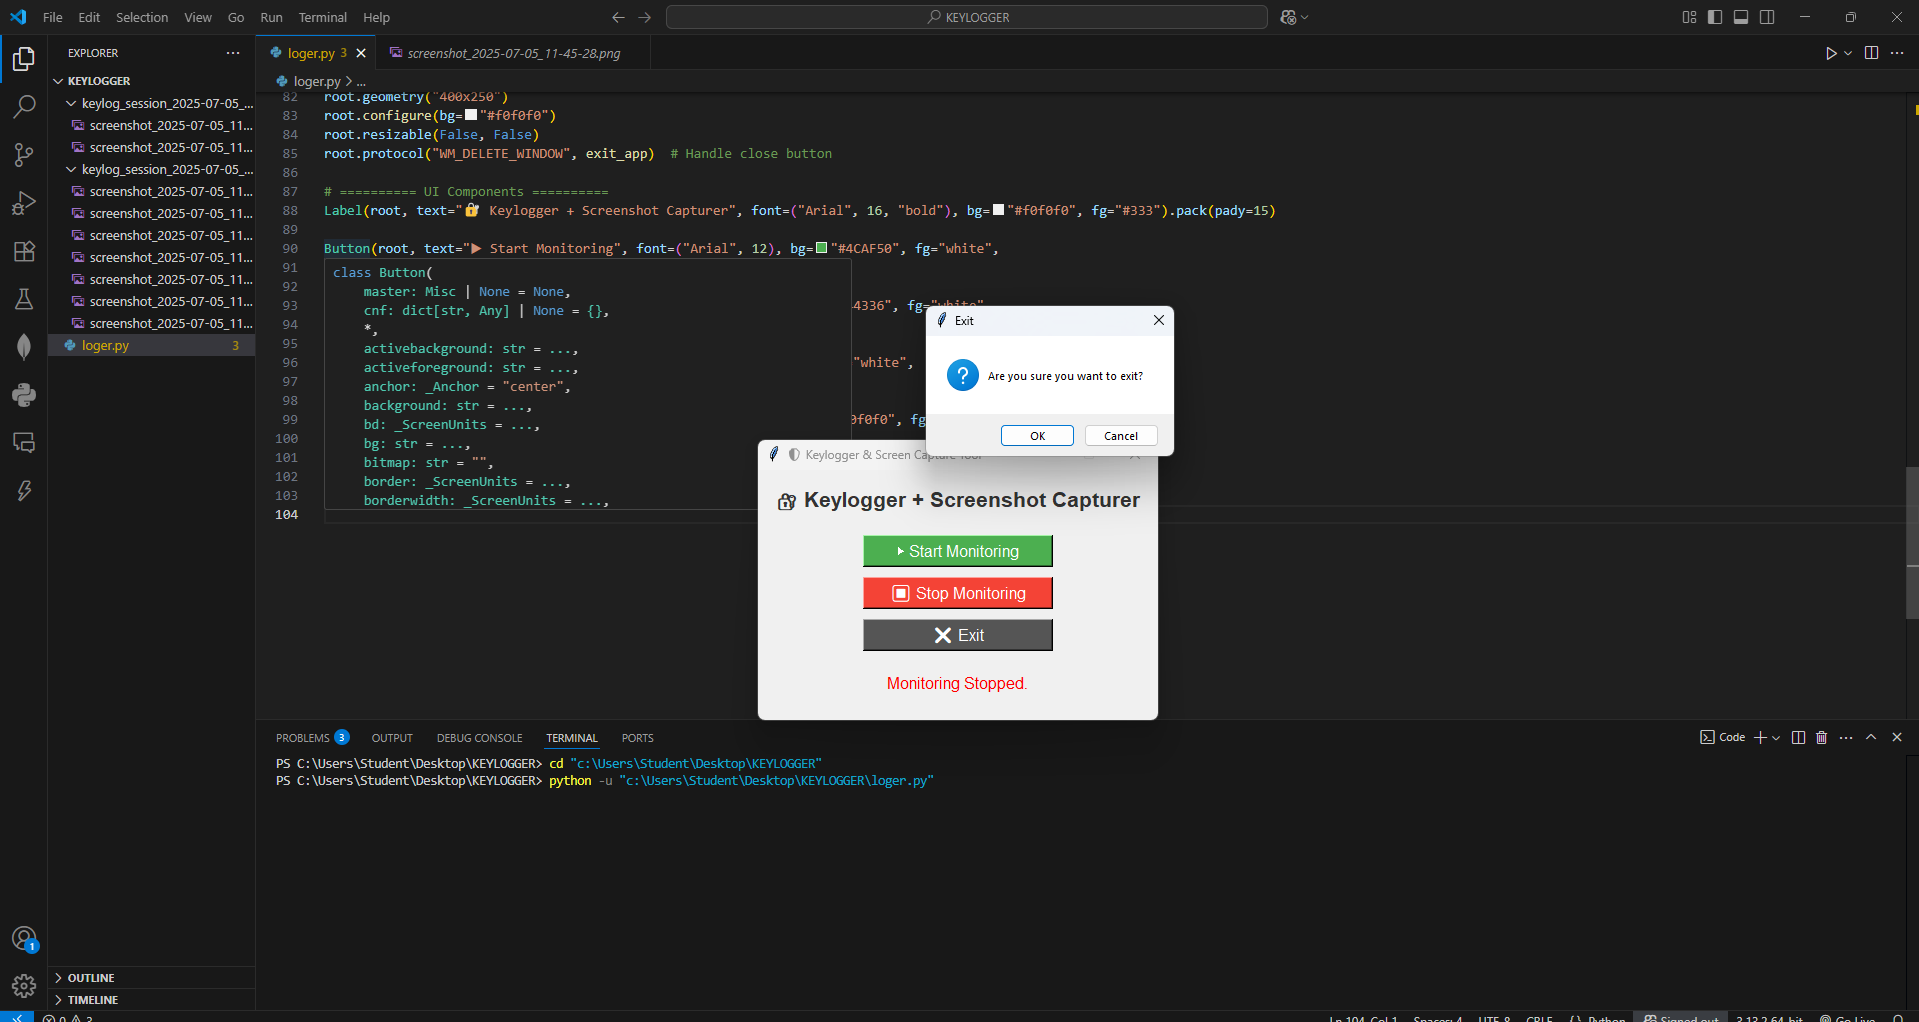 File Edit Selection View Go Run Terminal Help
KEYLOGGER
EXPLORER
KEYLOGGER
keylog_session_2025-07-05_...
screenshot_2025-07-05_11...
screenshot_2025-07-05_11...
keylog_session_2025-07-05_...
screenshot_2025-07-05_11...
screenshot_2025-07-05_11...
screenshot_2025-07-05_11...
screenshot_2025-07-05_11...
screenshot_2025-07-05_11...
screenshot_2025-07-05_11...
screenshot_2025-07-05_11...
loger.py 3
OUTLINE
TIMELINE
loger.py 3
screenshot_2025-07-05_11-45-28.png
loger.py > ...
82 root.geometry("400x250")
83 root.configure(bg="#f0f0f0")
84 root.resizable(False, False)
85 root.protocol("WM_DELETE_WINDOW", exit_app)  # Handle close button
86
87 # ========== UI Components ==========
88 Label(root, text="🔐 Keylogger + Screenshot Capturer", font=("Arial", 16, "bold"), bg="#f0f0f0", fg="#333").pack(pady=15)
89
90 Button(root, text="▶ Start Monitoring", font=("Arial", 12), bg="#4CAF50", fg="white",
91
92
93 4336", fg="white",
94
95
96 "white",
97
98
99 0f0f0", fg
100
101
102
103
104
class Button(
master: Misc | None = None,
cnf: dict[str, Any] | None = {},
*,
activebackground: str = ...,
activeforeground: str = ...,
anchor: _Anchor = "center",
background: str = ...,
bd: _ScreenUnits = ...,
bg: str = ...,
bitmap: str = "",
border: _ScreenUnits = ...,
borderwidth: _ScreenUnits = ...,
Exit
Are you sure you want to exit?
OK Cancel
Keylogger & Screen Capture Tool
🔐 Keylogger + Screenshot Capturer
▶ Start Monitoring
Stop Monitoring
Exit
Monitoring Stopped.
PROBLEMS 3 OUTPUT DEBUG CONSOLE TERMINAL PORTS
Code
PS C:\Users\Student\Desktop\KEYLOGGER> cd "c:\Users\Student\Desktop\KEYLOGGER"
PS C:\Users\Student\Desktop\KEYLOGGER> python -u "c:\Users\Student\Desktop\KEYLOGGER\loger.py"
1
0 3
Ln 104, Col 1 Spaces: 4 UTF-8 CRLF {} Python Signed out 3.13.2 64-bit Go Live